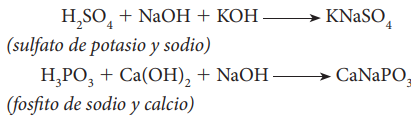 H₂SO₄ + NaOH + KOH ⟶ KNaSO₄
(sulfato de potasio y sodio)
H₃PO₃ + Ca(OH)₂ + NaOH ⟶ CaNaPO₃
(fosfito de sodio y calcio)